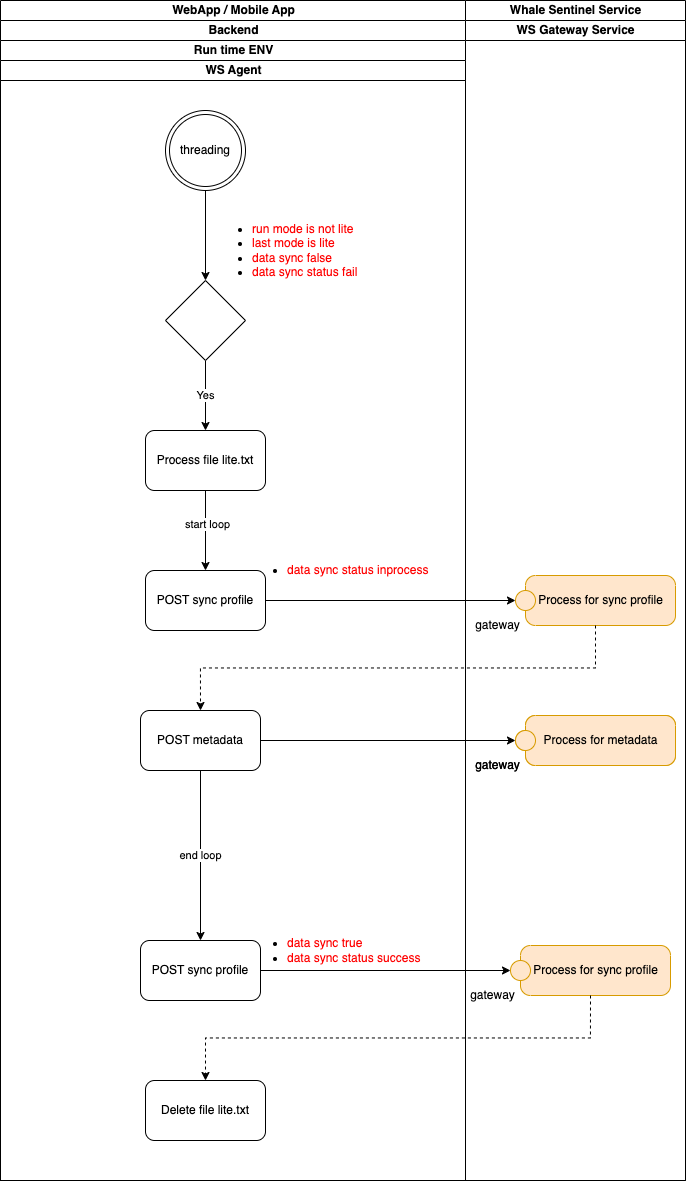 WebApp / Mobile App
Whale Sentinel Service
Backend
WS Gateway Service
Run time ENV
WS Agent
threading
run mode is not lite
last mode is lite
data sync false
data sync status fail
Yes
Process file lite.txt
start loop
data sync status inprocess
POST sync profile
Process for sync profile
gateway
POST metadata
Process for metadata
gateway
end loop
data sync true
data sync status success
POST sync profile
Process for sync profile
gateway
Delete file lite.txt